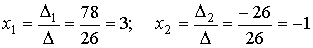 x₁ = Δ₁/Δ = 78/26 = 3; x₂ = Δ₂/Δ = −26/26 = −1